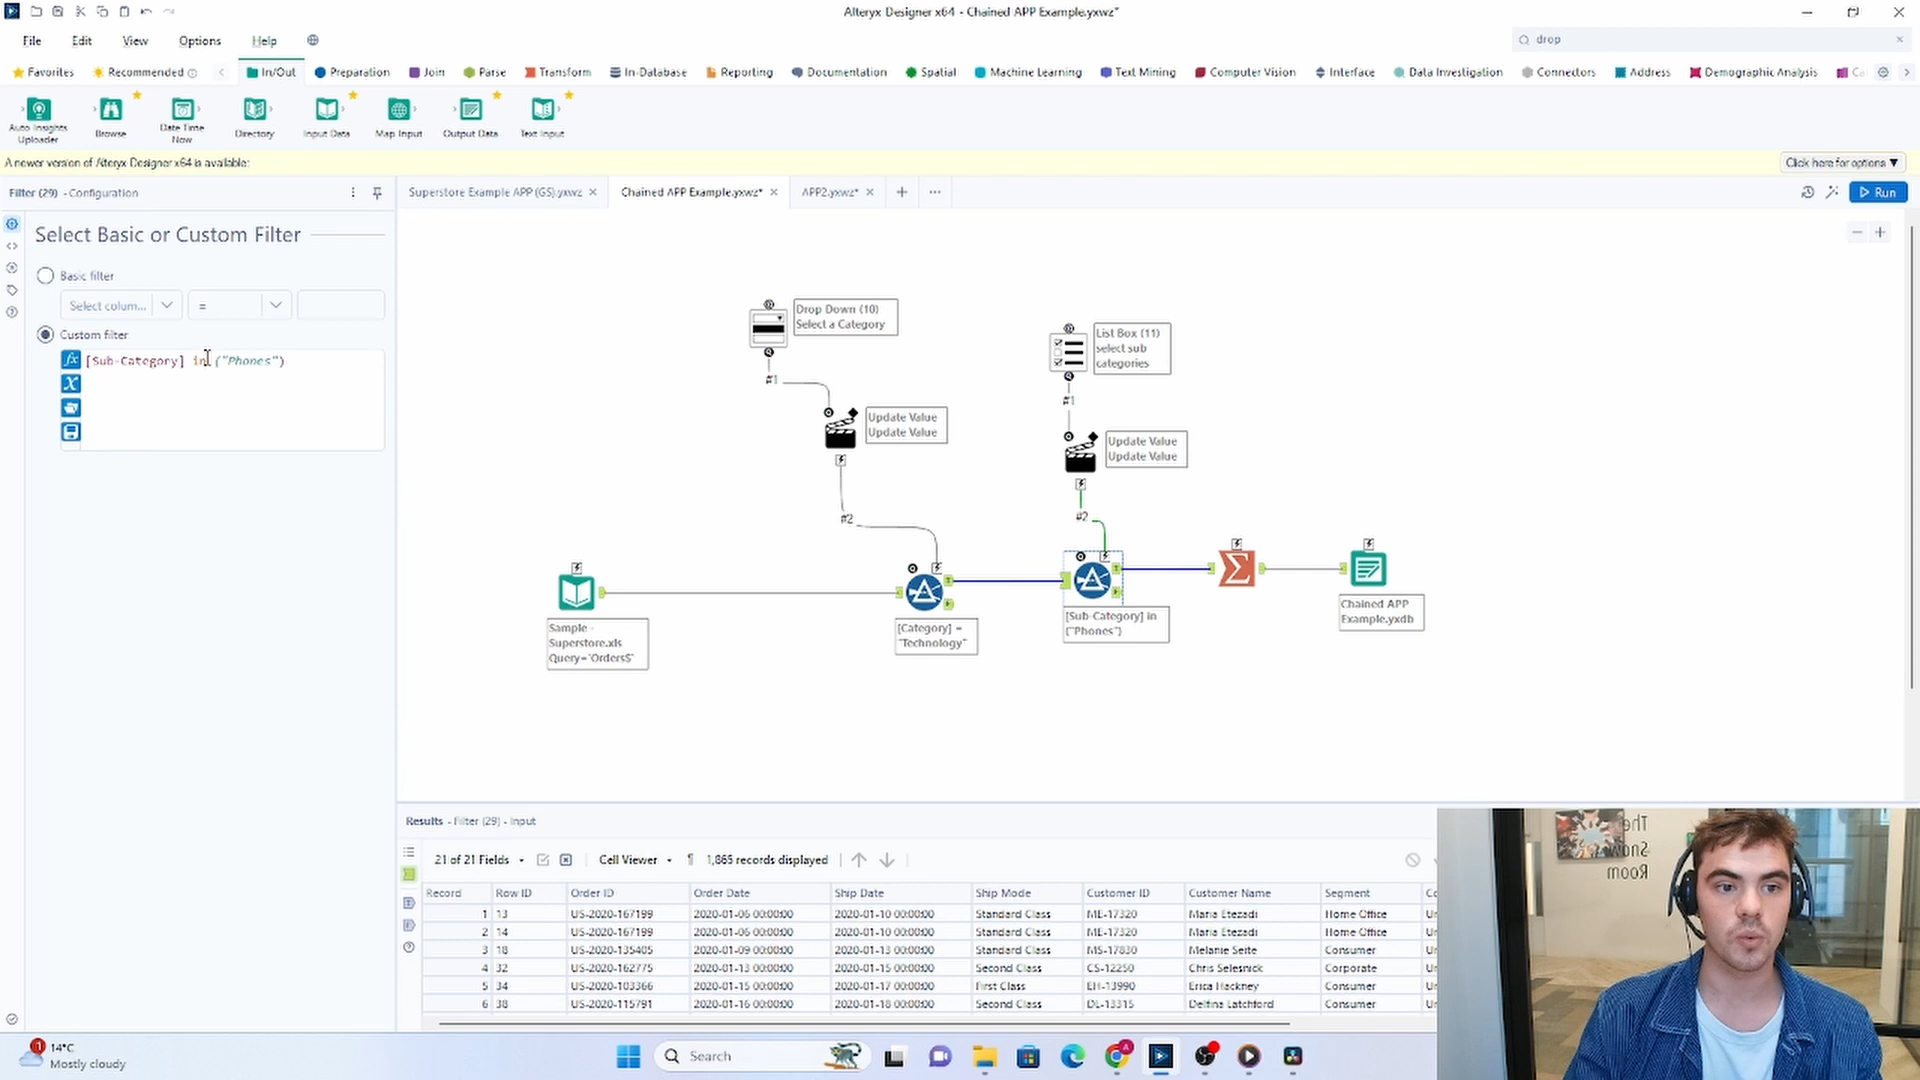 Alteryx Designer x64 - Chained APP Example.yxwz*
File Edit View Options Help
drop
Favorites Recommended In/Out Preparation Join Parse Transform In-Database Reporting Documentation Spatial Machine Learning Text Mining Computer Vision Interface Data Investigation Connectors Address Demographic Analysis Ca
Auto Insights
Uploader
Browse
Date Time
Now
Directory
Input Data
Map Input
Output Data
Text Input
A newer version of Alteryx Designer x64 is available:
Click here for options ▼
Filter (29) - Configuration
Superstore Example APP (GS).yxwz
Chained APP Example.yxwz*
APP2.yxwz*
Run
Select Basic or Custom Filter
Basic filter
Select colum...
=
Custom filter
[Sub-Category] in ("Phones")
Drop Down (10)
Select a Category
List Box (11)
select sub
categories
#1
#1
Update Value
Update Value
Update Value
Update Value
#2
#2
Sample -
Superstore.xls
Query=`Orders$`
[Category] =
"Technology"
[Sub-Category] in
("Phones")
Chained APP
Example.yxdb
Results - Filter (29) - Input
21 of 21 Fields Cell Viewer 1,865 records displayed
Record Row ID Order ID Order Date Ship Date Ship Mode Customer ID Customer Name Segment
1 13 US-2020-167199 2020-01-06 00:00:00 2020-01-10 00:00:00 Standard Class ME-17320 Maria Etezadi Home Office Un
2 14 US-2020-167199 2020-01-06 00:00:00 2020-01-10 00:00:00 Standard Class ME-17320 Maria Etezadi Home Office Un
3 18 US-2020-135405 2020-01-09 00:00:00 2020-01-13 00:00:00 Standard Class MS-17830 Melanie Seite Consumer Un
4 32 US-2020-162775 2020-01-13 00:00:00 2020-01-15 00:00:00 Second Class CS-12250 Chris Selesnick Corporate Un
5 34 US-2020-103366 2020-01-15 00:00:00 2020-01-17 00:00:00 First Class EH-13990 Erica Hackney Consumer Un
6 38 US-2020-115791 2020-01-16 00:00:00 2020-01-18 00:00:00 Second Class DL-13315 Delfina Latchford Consumer Un
The
Snow
Room
1
14°C
Mostly cloudy
Search